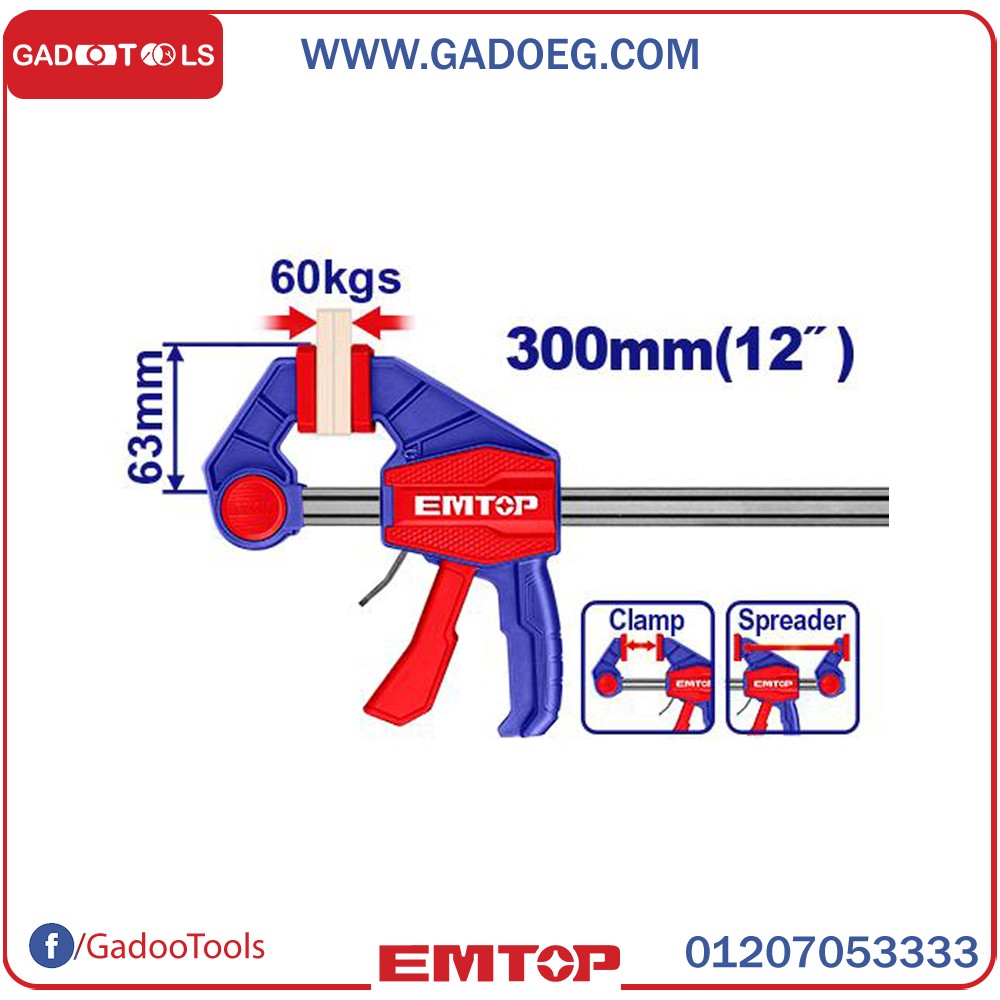 GADOTOOLS
WWW.GADOEG.COM
60kgs
300mm(12″)
63mm
EMTOP
Clamp
Spreader
EMTOP
EMTOP
f/GadooTools
EMTOP
01207053333